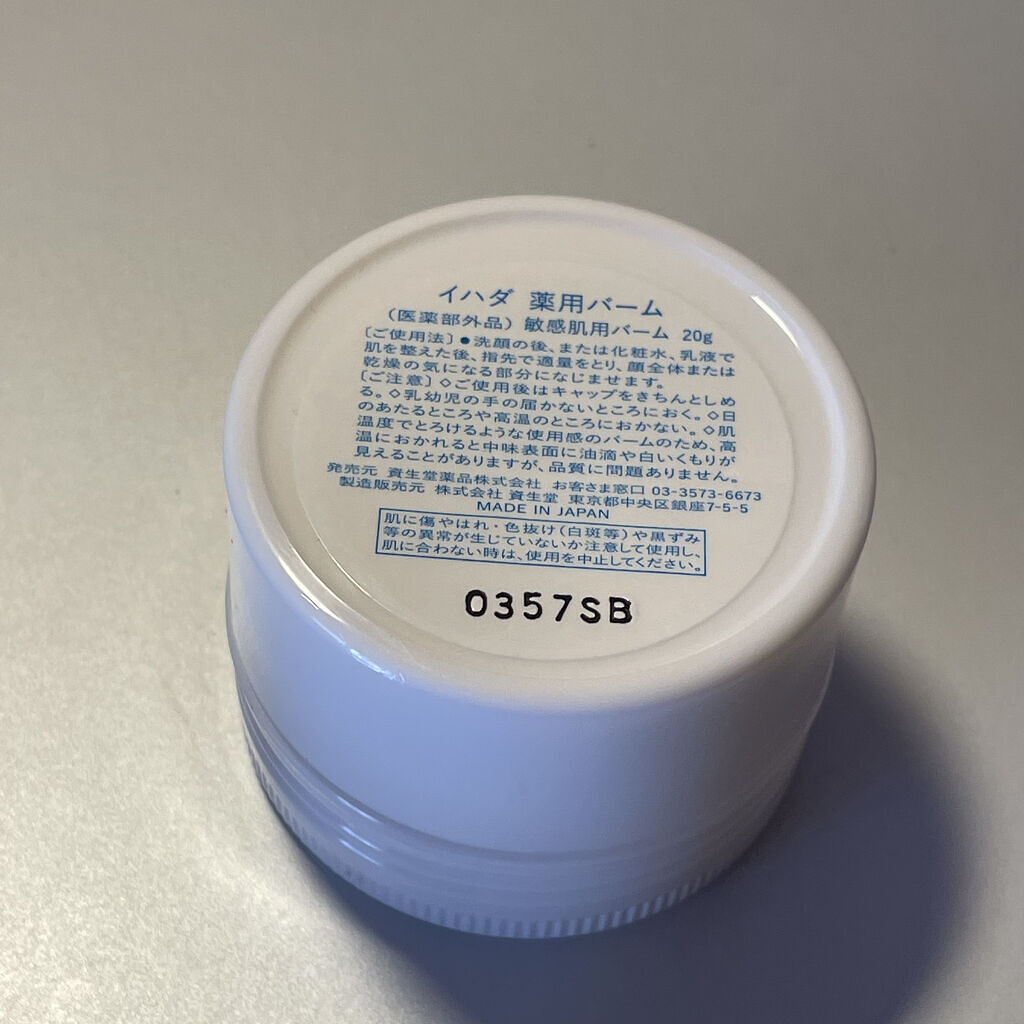 イハダ 薬用バーム
（医薬部外品）敏感肌用バーム 20g
〔ご使用法〕●洗顔の後、または化粧水、乳液で
肌を整えた後、指先で適量をとり、顔全体または
乾燥の気になる部分になじませます。
〔ご注意〕◇ご使用後はキャップをきちんとしめ
る。◇乳幼児の手の届かないところにおく。◇日
のあたるところや高温のところにおかない。◇肌
温度でとろけるような使用感のバームのため、高
温におかれると中味表面に油滴や白いくもりが
見えることがありますが、品質に問題ありません。
発売元 資生堂薬品株式会社 お客さま窓口 03-3573-6673
製造販売元 株式会社 資生堂 東京都中央区銀座7-5-5
MADE IN JAPAN
肌に傷やはれ・色抜け（白斑等）や黒ずみ
等の異常が生じていないか注意して使用し、
肌に合わない時は、使用を中止してください。
0357SB